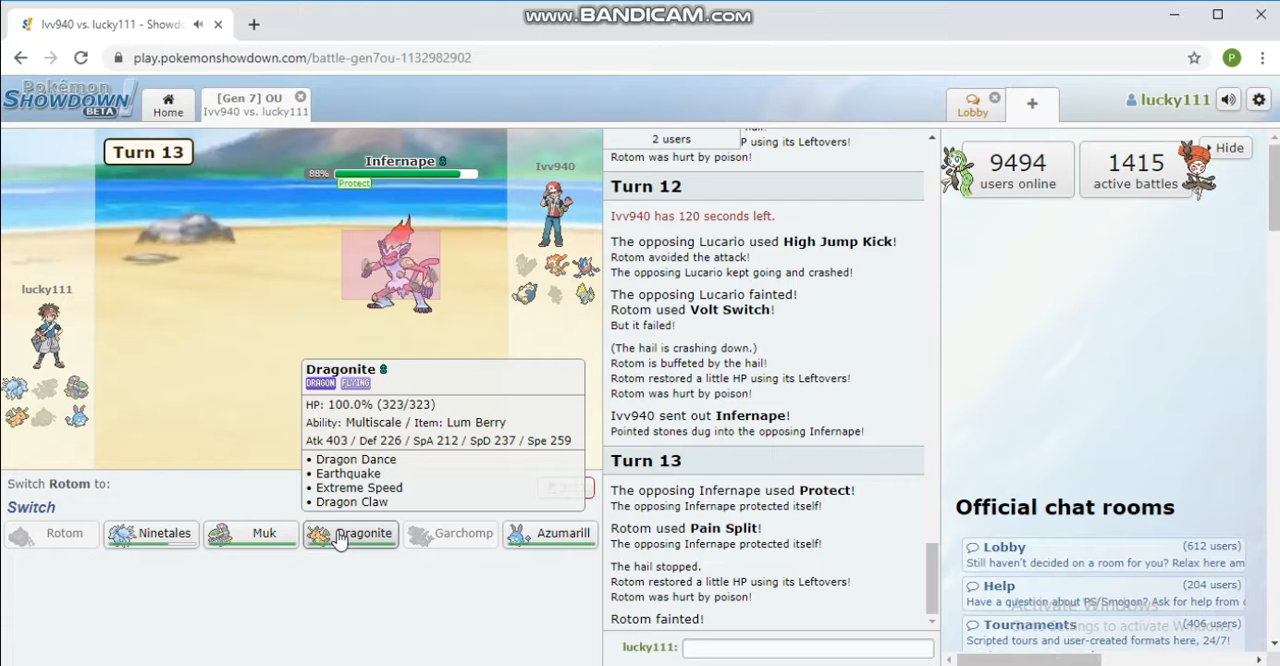 www.BANDICAM.com
Ivv940 vs. lucky111 - Showdo
play.pokemonshowdown.com/battle-gen7ou-1132982902
P
Pokémon
SHOWDOWN
BETA
Home
[Gen 7] OU
Ivv940 vs. lucky111
Lobby
lucky111
Turn 13
Infernape
88%
Protect
Ivv940
lucky111
Dragonite
DRAGON FLYING
HP: 100.0% (323/323)
Ability: Multiscale / Item: Lum Berry
Atk 403 / Def 226 / SpA 212 / SpD 237 / Spe 259
• Dragon Dance
• Earthquake
• Extreme Speed
• Dragon Claw
Switch Rotom to:
Switch
Rotom
Ninetales
Muk
Dragonite
Garchomp
Azumarill
2 users
P using its Leftovers!
Rotom was hurt by poison!
Turn 12
Ivv940 has 120 seconds left.
The opposing Lucario used High Jump Kick!
Rotom avoided the attack!
The opposing Lucario kept going and crashed!
The opposing Lucario fainted!
Rotom used Volt Switch!
But it failed!
(The hail is crashing down.)
Rotom is buffeted by the hail!
Rotom restored a little HP using its Leftovers!
Rotom was hurt by poison!
Ivv940 sent out Infernape!
Pointed stones dug into the opposing Infernape!
Turn 13
The opposing Infernape used Protect!
The opposing Infernape protected itself!
Rotom used Pain Split!
The opposing Infernape protected itself!
The hail stopped.
Rotom restored a little HP using its Leftovers!
Rotom was hurt by poison!
Rotom fainted!
lucky111:
9494
users online
1415
active battles
Hide
Official chat rooms
Lobby
(612 users)
Still haven't decided on a room for you? Relax here am
Help
(204 users)
Have a question about PS/Smogon? Ask for help from
Activate Windows
Tournaments
(406 users)
Settings to activate Windows.
Scripted tours and user-created formats here, 24/7!